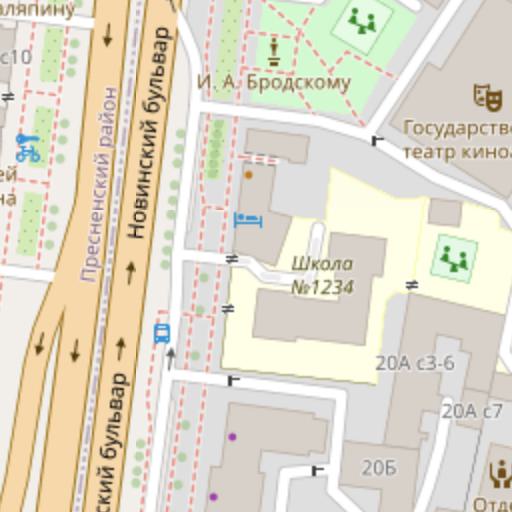 аляпину
с10
И. А. Бродскому
Новинский бульвар
Пресненский район
Государств
театр кино
ей
на
Школа
№1234
20А с3-6
20А с7
20Б
ский бульвар
Отд